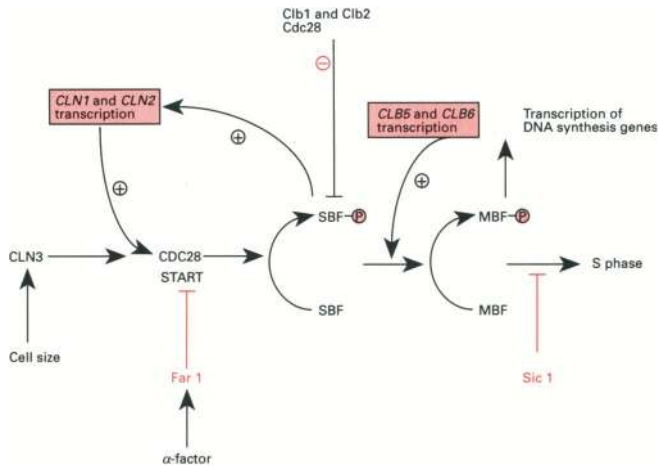 Clb1 and Clb2
Cdc28
−
CLN1 and CLN2
transcription
CLB5 and CLB6
transcription
Transcription of
DNA synthesis genes
+
+
+
SBF P
MBF P
CLN3
CDC28
START
S phase
SBF
MBF
Cell size
Far 1
Sic 1
α-factor